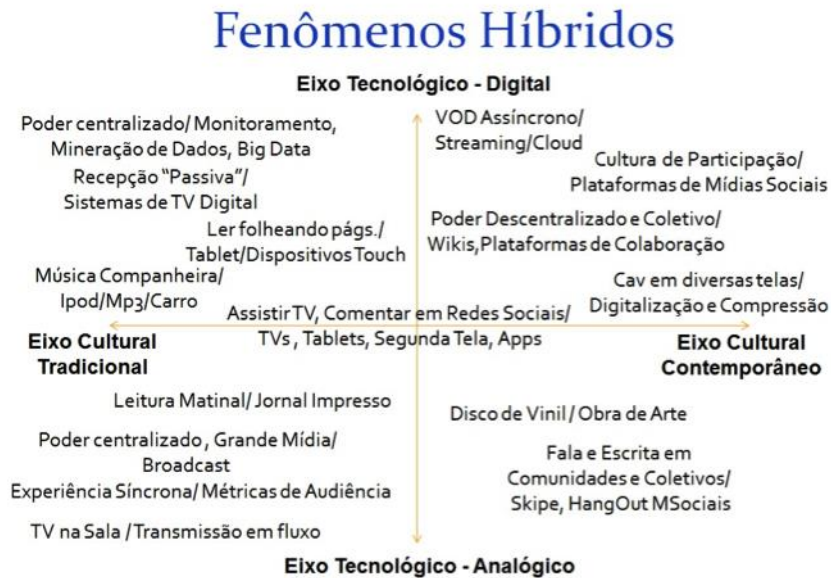 Fenômenos Híbridos
Eixo Tecnológico - Digital
Poder centralizado/ Monitoramento,
Mineração de Dados, Big Data
Recepção "Passiva"/
Sistemas de TV Digital
Ler folheando págs./
Tablet/Dispositivos Touch
Música Companheira/
Ipod/Mp3/Carro
VOD Assíncrono/
Streaming/Cloud
Cultura de Participação/
Plataformas de Mídias Sociais
Poder Descentralizado e Coletivo/
Wikis, Plataformas de Colaboração
Cav em diversas telas/
Digitalização e Compressão
Assistir TV, Comentar em Redes Sociais/
TVs , Tablets, Segunda Tela, Apps
Eixo Cultural
Tradicional
Eixo Cultural
Contemporâneo
Leitura Matinal/ Jornal Impresso
Poder centralizado , Grande Mídia/
Broadcast
Experiência Síncrona/ Métricas de Audiência
TV na Sala / Transmissão em fluxo
Disco de Vinil / Obra de Arte
Fala e Escrita em
Comunidades e Coletivos/
Skipe, HangOut MSociais
Eixo Tecnológico - Analógico